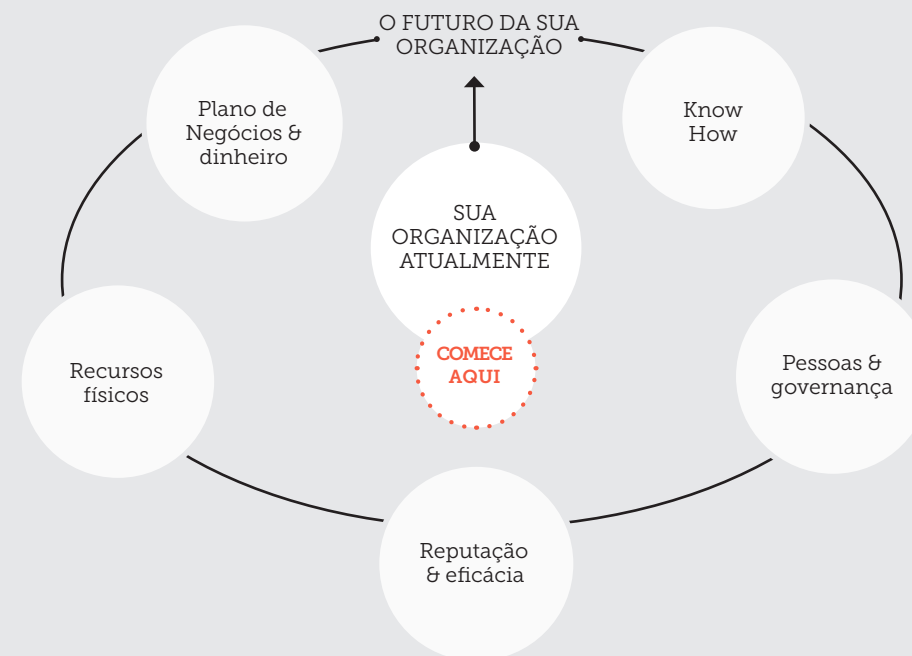 O FUTURO DA SUA
ORGANIZAÇÃO
Plano de
Negócios &
dinheiro
Know
How
SUA
ORGANIZAÇÃO
ATUALMENTE
COMECE
AQUI
Recursos
físicos
Pessoas &
governança
Reputação
& eficácia